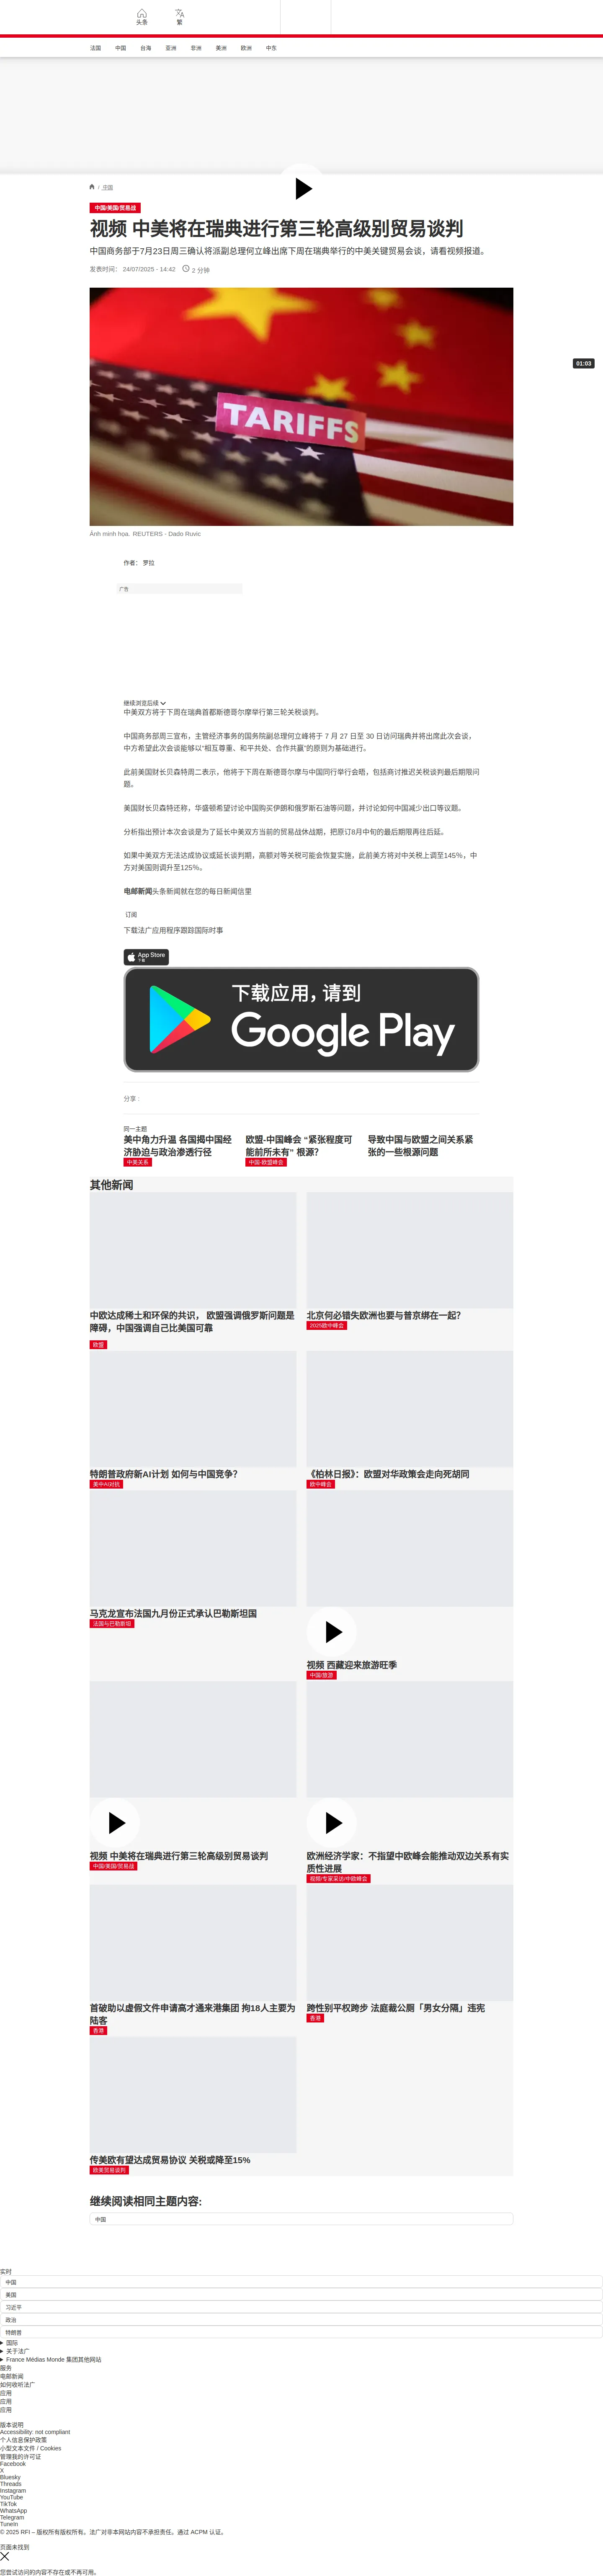 头条
繁
法国
中国
台海
亚洲
非洲
美洲
欧洲
中东
/ 中国
中国/美国/贸易战
视频 中美将在瑞典进行第三轮高级别贸易谈判
中国商务部于7月23日周三确认将派副总理何立峰出席下周在瑞典举行的中美关键贸易会谈，请看视频报道。
发表时间： 24/07/2025 - 14:42
2 分钟
01:03
TARIFFS
Ảnh minh họa. REUTERS - Dado Ruvic
作者： 罗拉
广告
继续浏览后续
中美双方将于下周在瑞典首都斯德哥尔摩举行第三轮关税谈判。
中国商务部周三宣布，主管经济事务的国务院副总理何立峰将于 7 月 27 日至 30 日访问瑞典并将出席此次会谈，
中方希望此次会谈能够以“相互尊重、和平共处、合作共赢”的原则为基础进行。
此前美国财长贝森特周二表示，他将于下周在斯德哥尔摩与中国同行举行会晤，包括商讨推迟关税谈判最后期限问
题。
美国财长贝森特还称，华盛顿希望讨论中国购买伊朗和俄罗斯石油等问题，并讨论如何中国减少出口等议题。
分析指出预计本次会谈是为了延长中美双方当前的贸易战休战期，把原订8月中旬的最后期限再往后延。
如果中美双方无法达成协议或延长谈判期，高额对等关税可能会恢复实施，此前美方将对中关税上调至145%，中
方对美国则调升至125%。
电邮新闻头条新闻就在您的每日新闻信里
订阅
下载法广应用程序跟踪国际时事
App Store
下载
下载应用，请到
Google Play
分享 :
同一主题
美中角力升温 各国揭中国经
济胁迫与政治渗透行径
中美关系
欧盟-中国峰会 “紧张程度可
能前所未有” 根源?
中国-欧盟峰会
导致中国与欧盟之间关系紧
张的一些根源问题
其他新闻
中欧达成稀土和环保的共识， 欧盟强调俄罗斯问题是
障碍，中国强调自己比美国可靠
欧盟
北京何必错失欧洲也要与普京绑在一起?
2025欧中峰会
特朗普政府新AI计划 如何与中国竞争?
美中AI对抗
《柏林日报》：欧盟对华政策会走向死胡同
欧中峰会
马克龙宣布法国九月份正式承认巴勒斯坦国
法国与巴勒斯坦
视频 西藏迎来旅游旺季
中国/旅游
视频 中美将在瑞典进行第三轮高级别贸易谈判
中国/美国/贸易战
欧洲经济学家：不指望中欧峰会能推动双边关系有实
质性进展
视频/专家采访/中欧峰会
首破助以虚假文件申请高才通来港集团 拘18人主要为
陆客
香港
跨性别平权跨步 法庭裁公厕「男女分隔」违宪
香港
传美欧有望达成贸易协议 关税或降至15%
欧美贸易谈判
继续阅读相同主题内容:
中国
实时
中国
美国
习近平
政治
特朗普
国际
关于法广
France Médias Monde 集团其他网站
服务
电邮新闻
如何收听法广
应用
应用
应用
版本说明
Accessibility: not compliant
个人信息保护政策
小型文本文件 / Cookies
管理我的许可证
Facebook
X
Bluesky
Threads
Instagram
YouTube
TikTok
WhatsApp
Telegram
TuneIn
© 2025 RFI – 版权所有版权所有。法广对非本网站内容不承担责任。通过 ACPM 认证。
页面未找到
您尝试访问的内容不存在或不再可用。